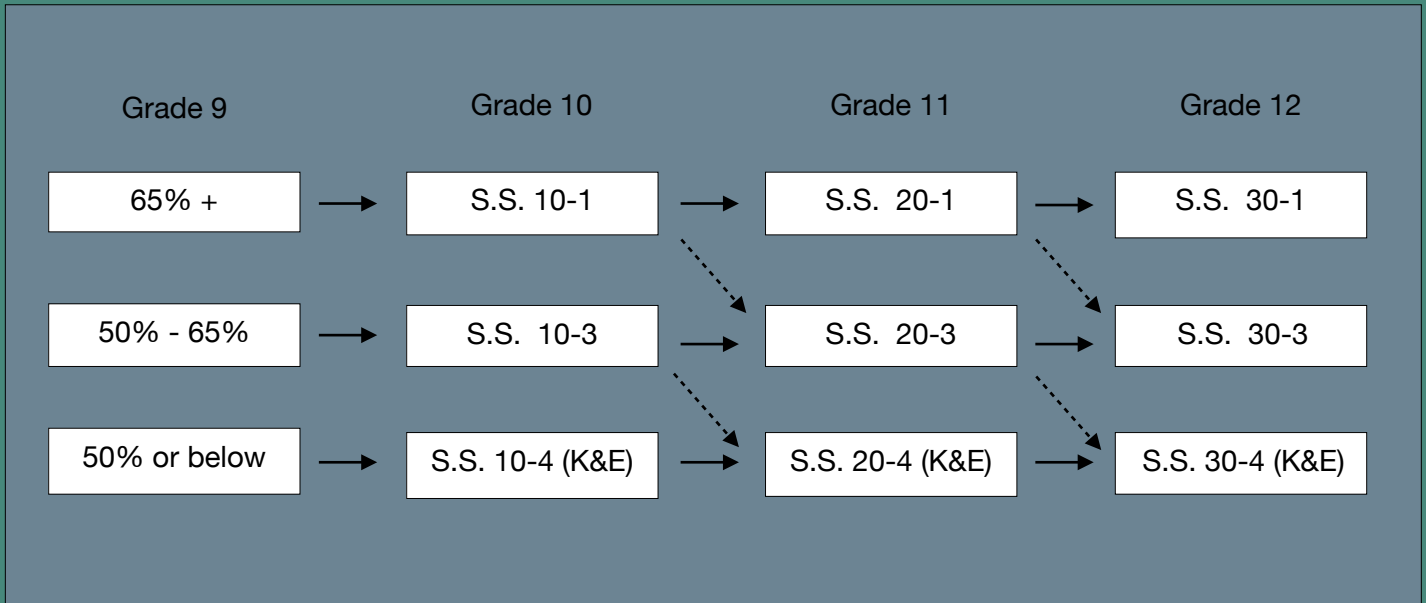 Grade 9
Grade 10
Grade 11
Grade 12
65% +
S.S. 10-1
S.S. 20-1
S.S. 30-1
50% - 65%
S.S. 10-3
S.S. 20-3
S.S. 30-3
50% or below
S.S. 10-4 (K&E)
S.S. 20-4 (K&E)
S.S. 30-4 (K&E)